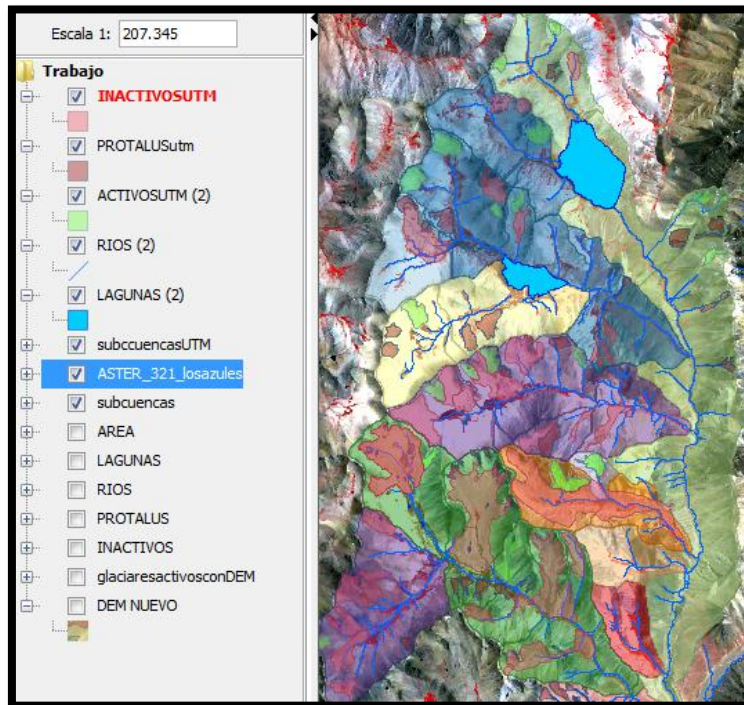 Escala 1: 207.345
Trabajo
INACTIVOSUTM
PROTALUSutm
ACTIVOSUTM (2)
RIOS (2)
LAGUNAS (2)
subccuencasUTM
ASTER_321_losazules
subcuencas
AREA
LAGUNAS
RIOS
PROTALUS
INACTIVOS
glaciaresactivosconDEM
DEM NUEVO